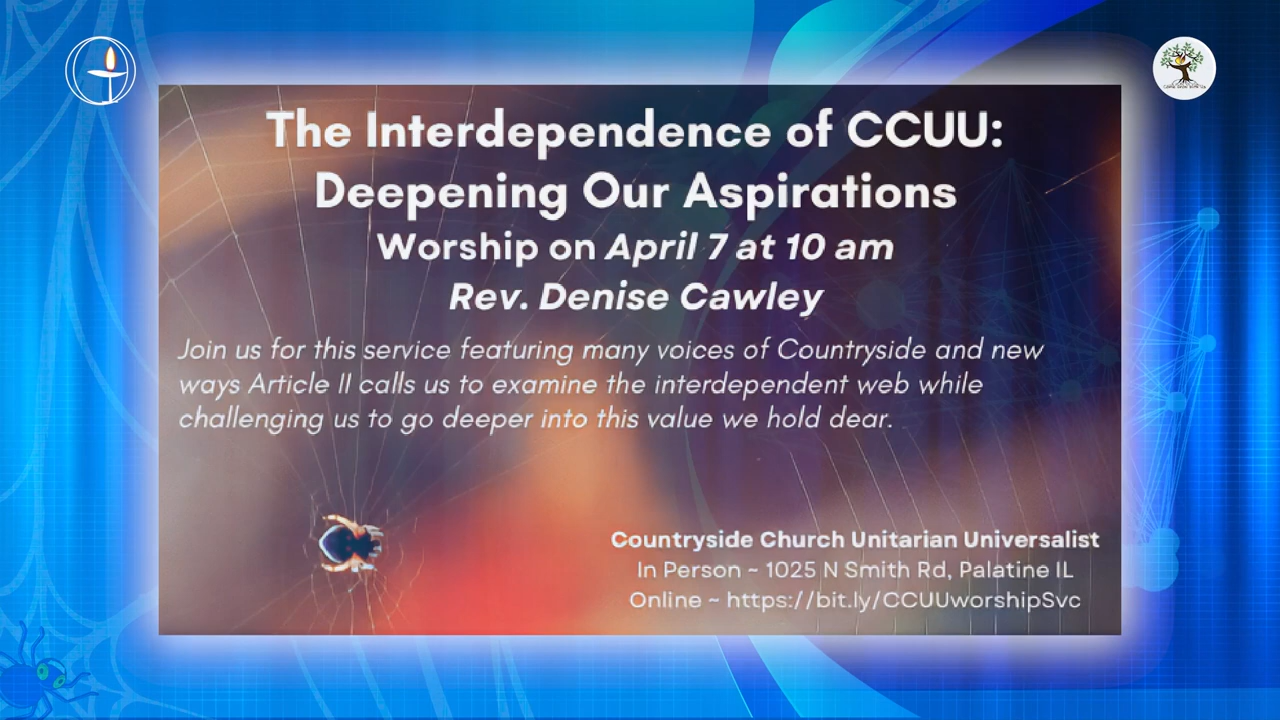 The Interdependence of CCUU:
Deepening Our Aspirations
Worship on April 7 at 10 am
Rev. Denise Cawley
Join us for this service featuring many voices of Countryside and new
ways Article II calls us to examine the interdependent web while
challenging us to go deeper into this value we hold dear.
Countryside Church Unitarian Universalist
In Person ~ 1025 N Smith Rd, Palatine IL
Online ~ https://bit.ly/CCUUworshipSvc